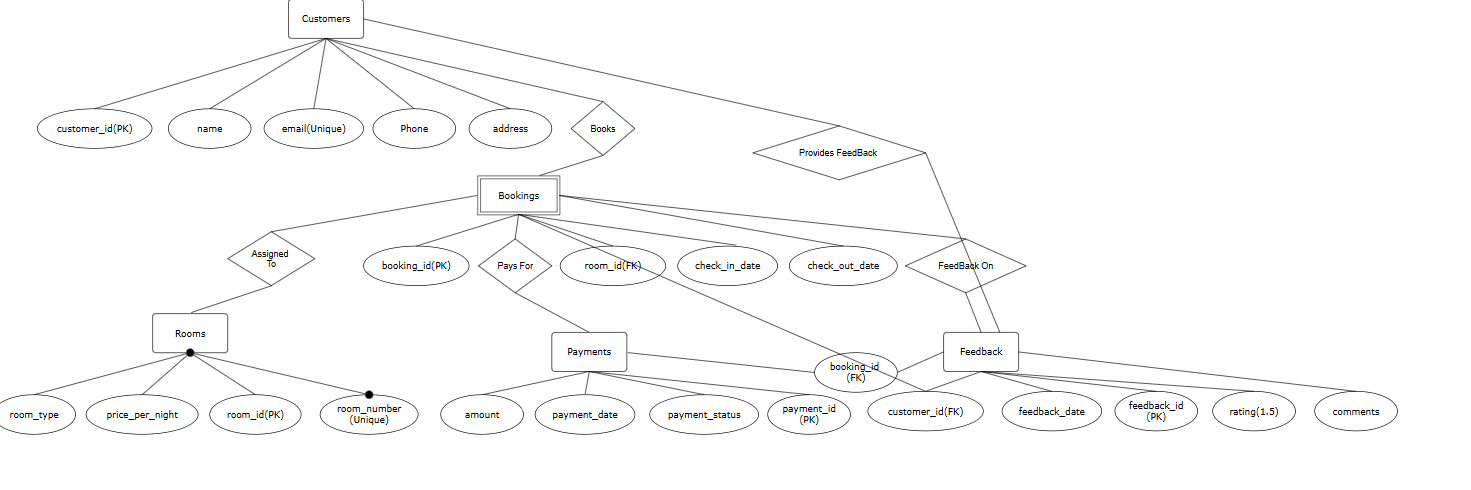 Customers
customer_id(PK)
name
email(Unique)
Phone
address
Books
Provides FeedBack
Bookings
Assigned
To
booking_id(PK)
Pays For
room_id(FK)
check_in_date
check_out_date
FeedBack On
Rooms
Payments
Feedback
booking_id
(FK)
room_type
price_per_night
room_id(PK)
room_number
(Unique)
amount
payment_date
payment_status
payment_id
(PK)
customer_id(FK)
feedback_date
feedback_id
(PK)
rating(1.5)
comments